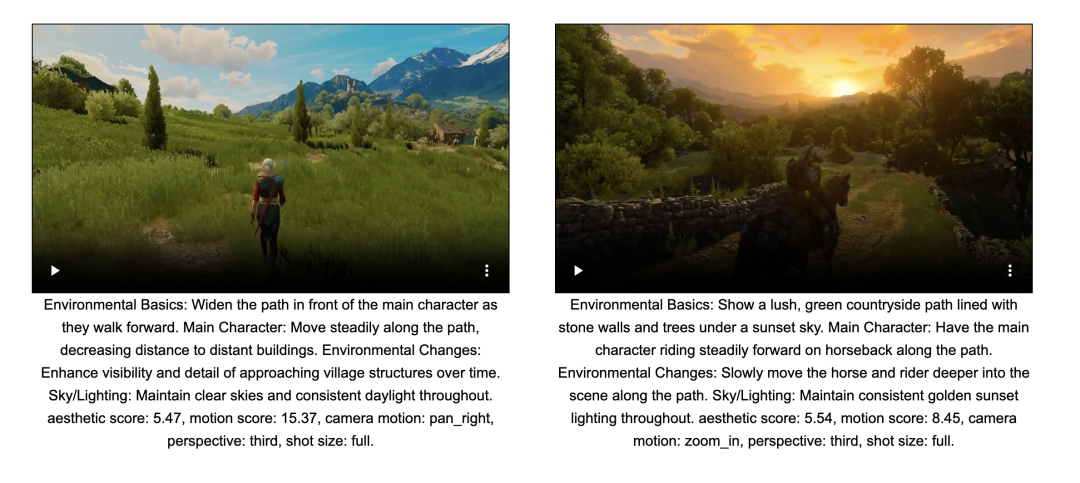 Environmental Basics: Widen the path in front of the main character as
they walk forward. Main Character: Move steadily along the path,
decreasing distance to distant buildings. Environmental Changes:
Enhance visibility and detail of approaching village structures over time.
Sky/Lighting: Maintain clear skies and consistent daylight throughout.
aesthetic score: 5.47, motion score: 15.37, camera motion: pan_right,
perspective: third, shot size: full.
Environmental Basics: Show a lush, green countryside path lined with
stone walls and trees under a sunset sky. Main Character: Have the main
character riding steadily forward on horseback along the path.
Environmental Changes: Slowly move the horse and rider deeper into the
scene along the path. Sky/Lighting: Maintain consistent golden sunset
lighting throughout. aesthetic score: 5.54, motion score: 8.45, camera
motion: zoom_in, perspective: third, shot size: full.